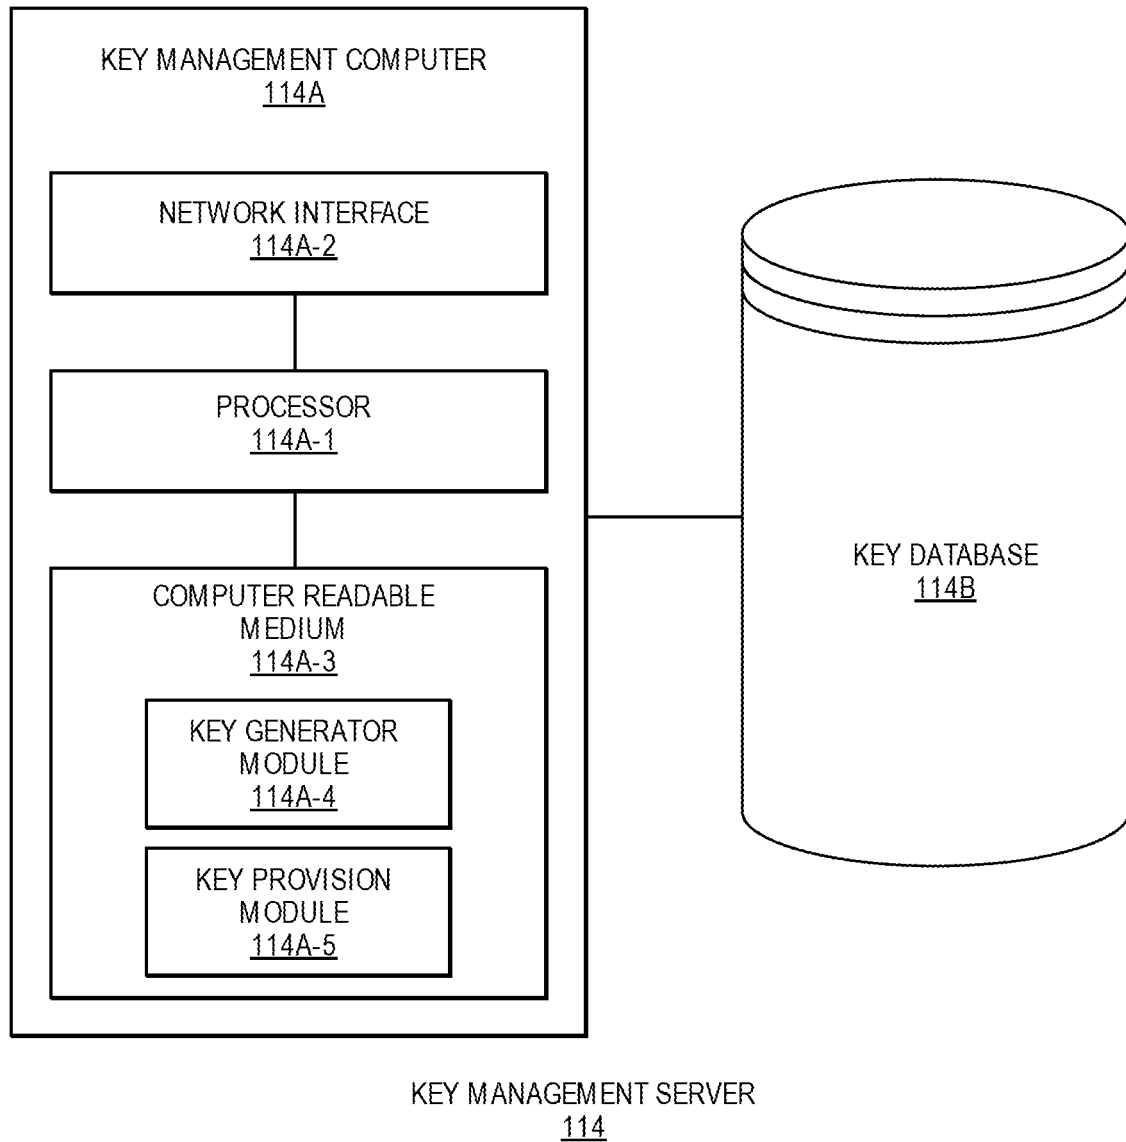 KEY MANAGEMENT COMPUTER
114A
NETWORK INTERFACE
114A-2
PROCESSOR
114A-1
COMPUTER READABLE
MEDIUM
114A-3
KEY GENERATOR
MODULE
114A-4
KEY PROVISION
MODULE
114A-5
KEY DATABASE
114B
KEY MANAGEMENT SERVER
114